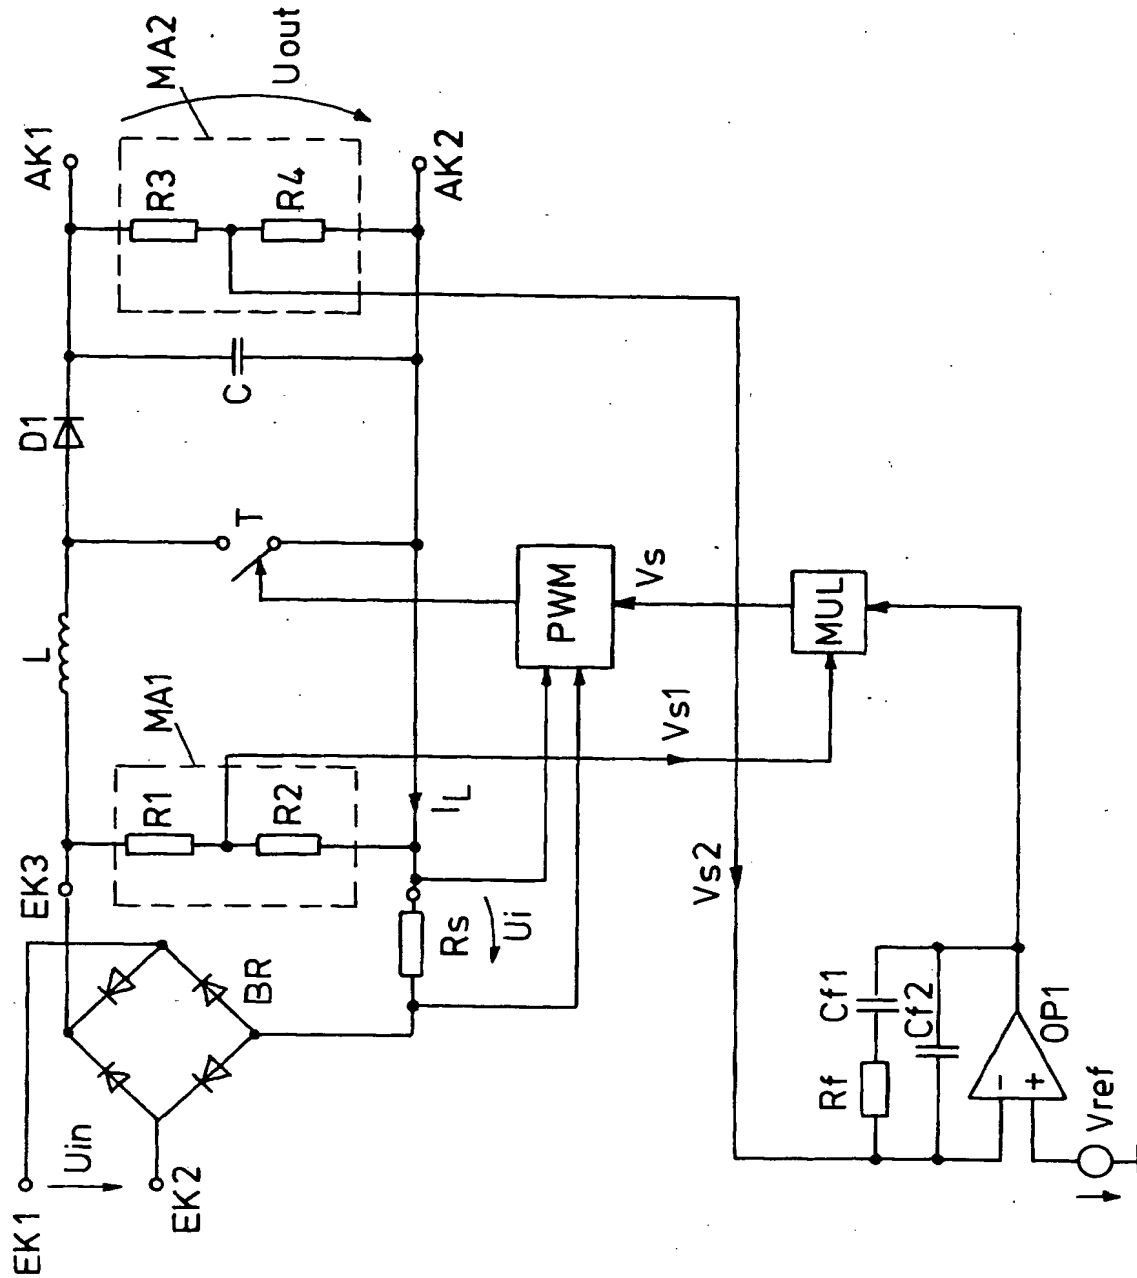 EK1
Uin
EK2
EK3
BR
MA1
R1
R2
Rs
Ui
IL
L
T
D1
C
MA2
R3
R4
AK1
AK2
Uout
PWM
Vs
MUL
Vs1
Vs2
Rf
Cf1
Cf2
-
+
OP1
Vref